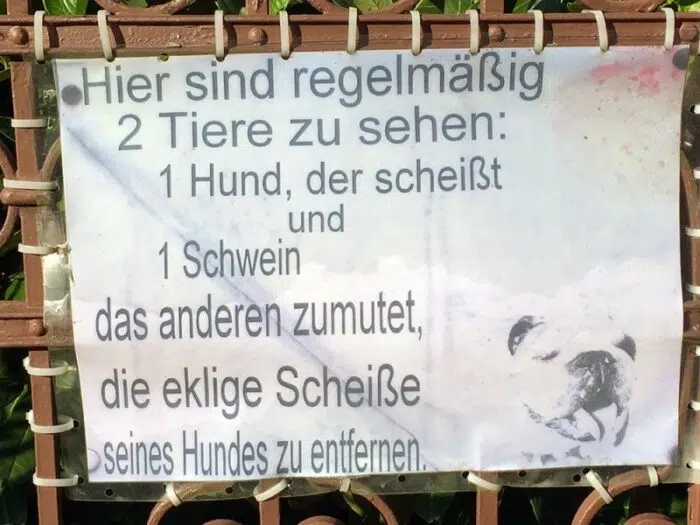 Hier sind regelmäßig
2 Tiere zu sehen:
1 Hund, der scheißt
und
1 Schwein
das anderen zumutet,
die eklige Scheiße
seines Hundes zu entfernen.